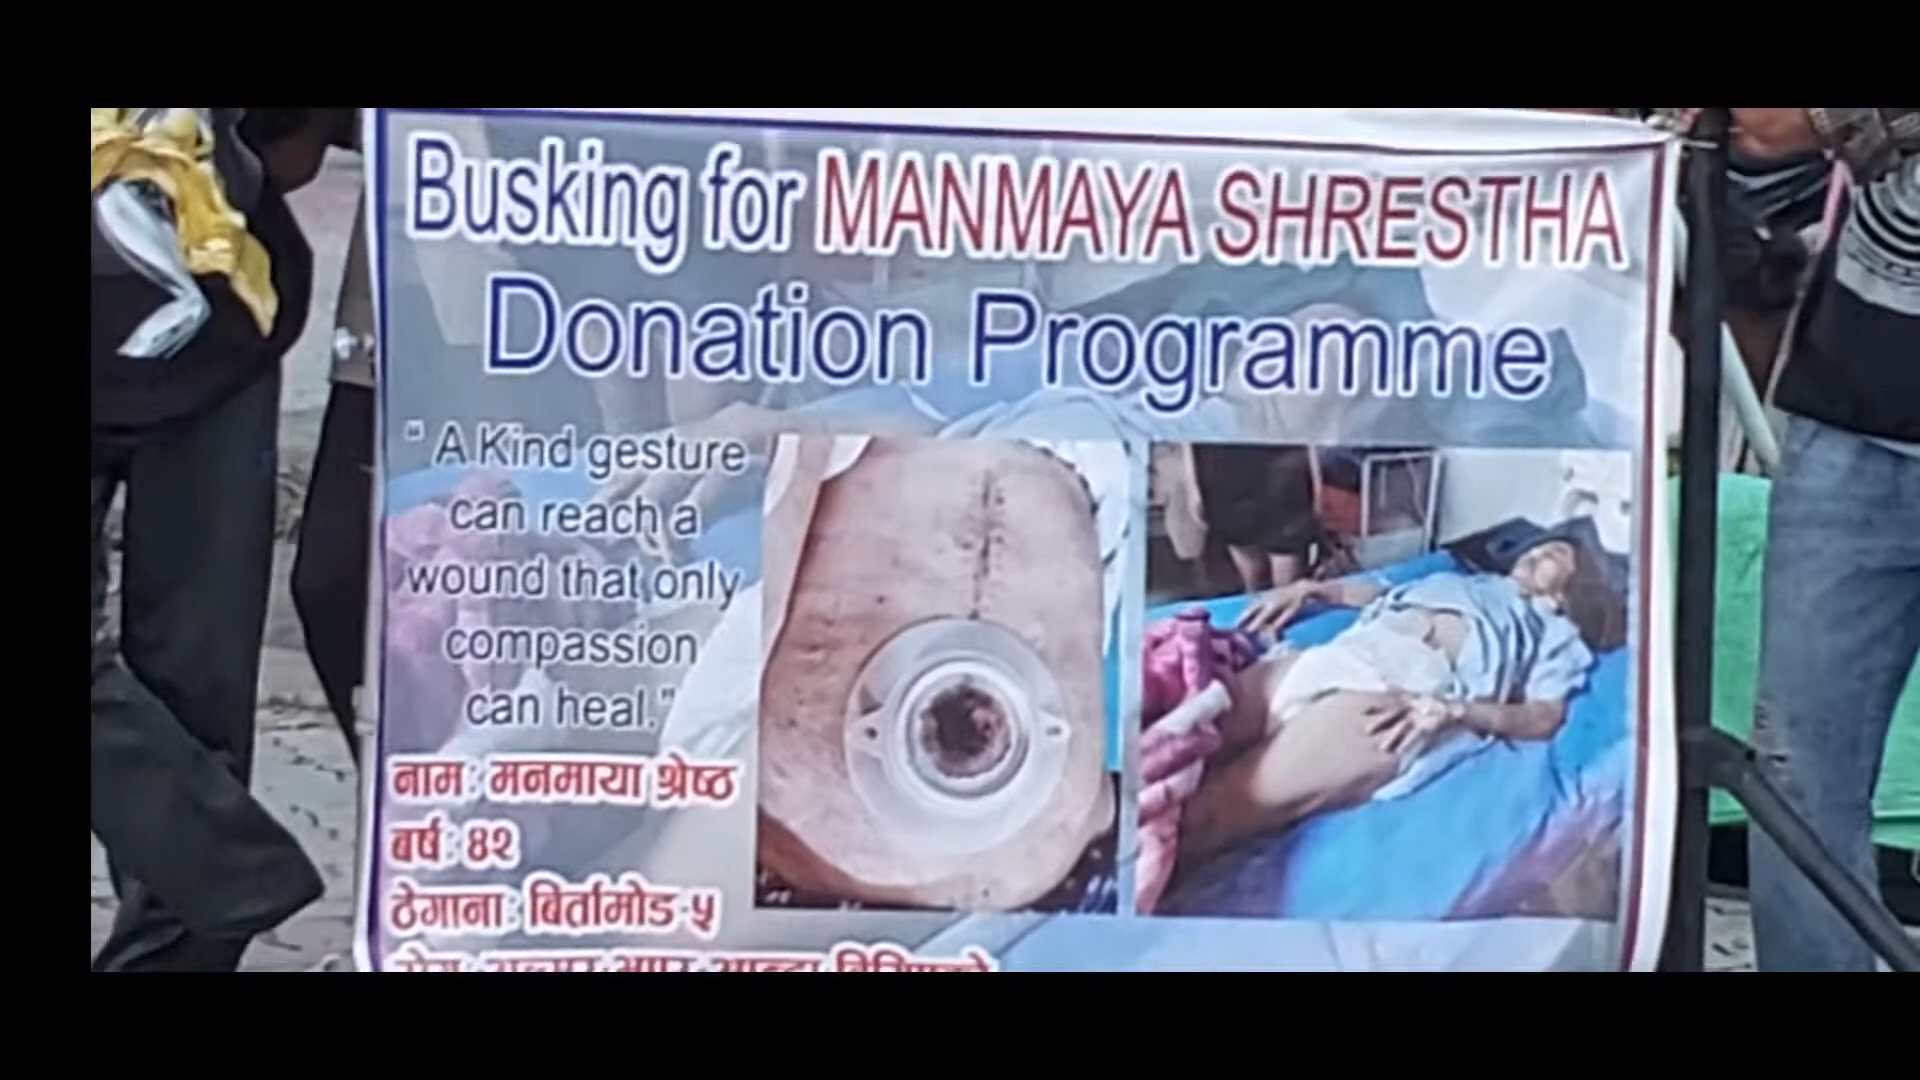 Busking for MANMAYA SHRESTHA
Donation Programme
" A Kind gesture
can reach a
wound that only
compassion
can heal."
नाम : मनमाया श्रेष्ठ
बर्ष : ४२
ठेगाना : बिर्तामोड ५